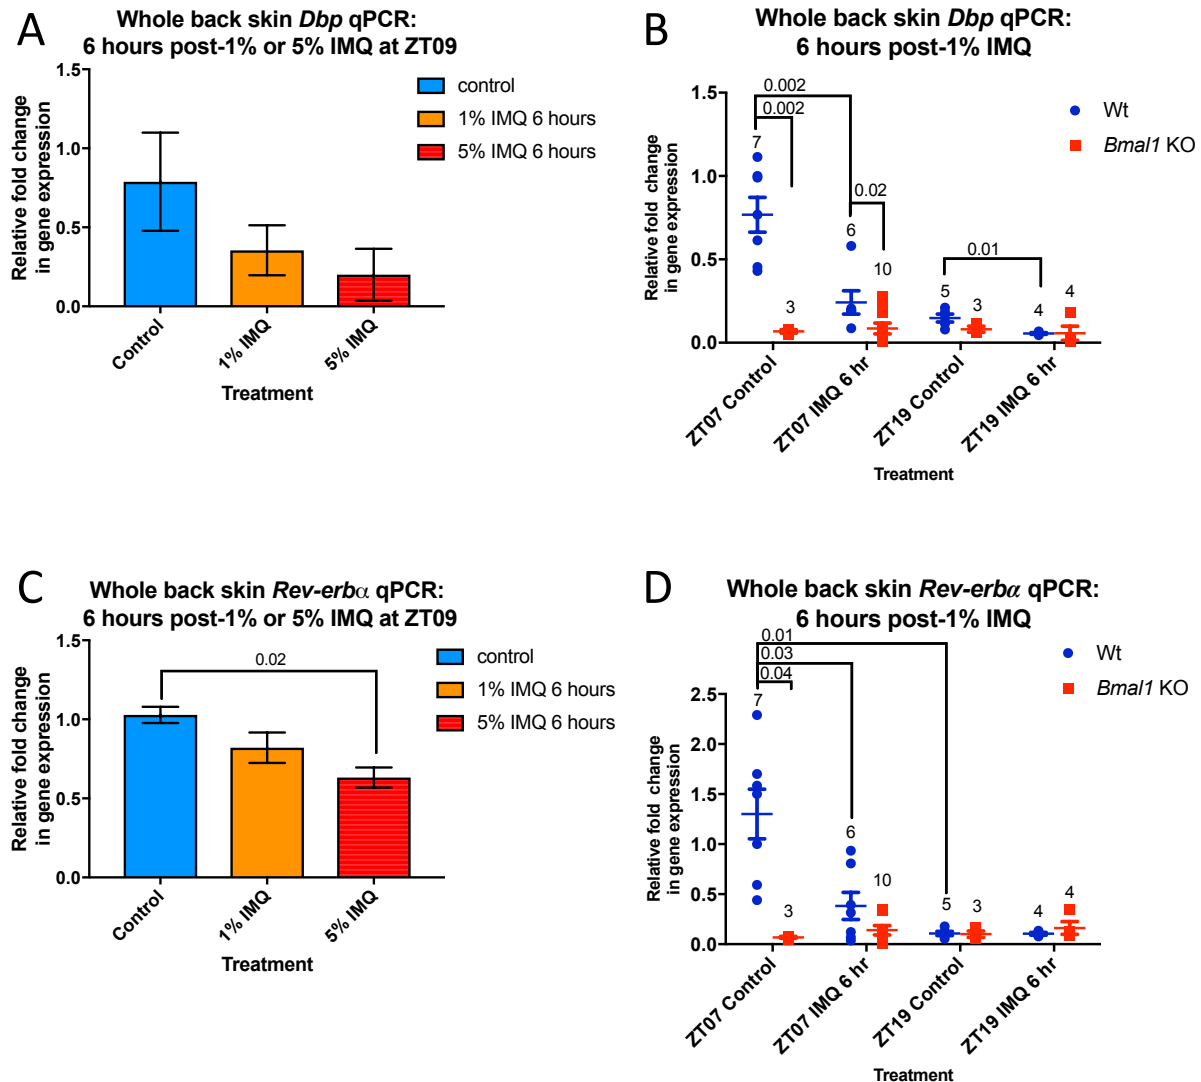 A
Whole back skin Dbp qPCR:
6 hours post-1% or 5% IMQ at ZT09
Relative fold change
in gene expression
1.5
1.0
0.5
0.0
Control
1% IMQ
5% IMQ
Treatment
control
1% IMQ 6 hours
5% IMQ 6 hours
B
Whole back skin Dbp qPCR:
6 hours post-1% IMQ
Relative fold change
in gene expression
1.5
1.0
0.5
0.0
0.002
0.002
7
3
0.02
6
10
0.01
5
3
4
4
ZT07 Control
ZT07 IMQ 6 hr
ZT19 Control
ZT19 IMQ 6 hr
Treatment
Wt
Bmal1 KO
C
Whole back skin Rev-erbα qPCR:
6 hours post-1% or 5% IMQ at ZT09
Relative fold change
in gene expression
1.5
1.0
0.5
0.0
0.02
Control
1% IMQ
5% IMQ
Treatment
control
1% IMQ 6 hours
5% IMQ 6 hours
D
Whole back skin Rev-erbα qPCR:
6 hours post-1% IMQ
Relative fold change
in gene expression
2.5
2.0
1.5
1.0
0.5
0.0
0.01
0.03
0.04
7
3
6
10
5
3
4
4
ZT07 Control
ZT07 IMQ 6 hr
ZT19 Control
ZT19 IMQ 6 hr
Treatment
Wt
Bmal1 KO